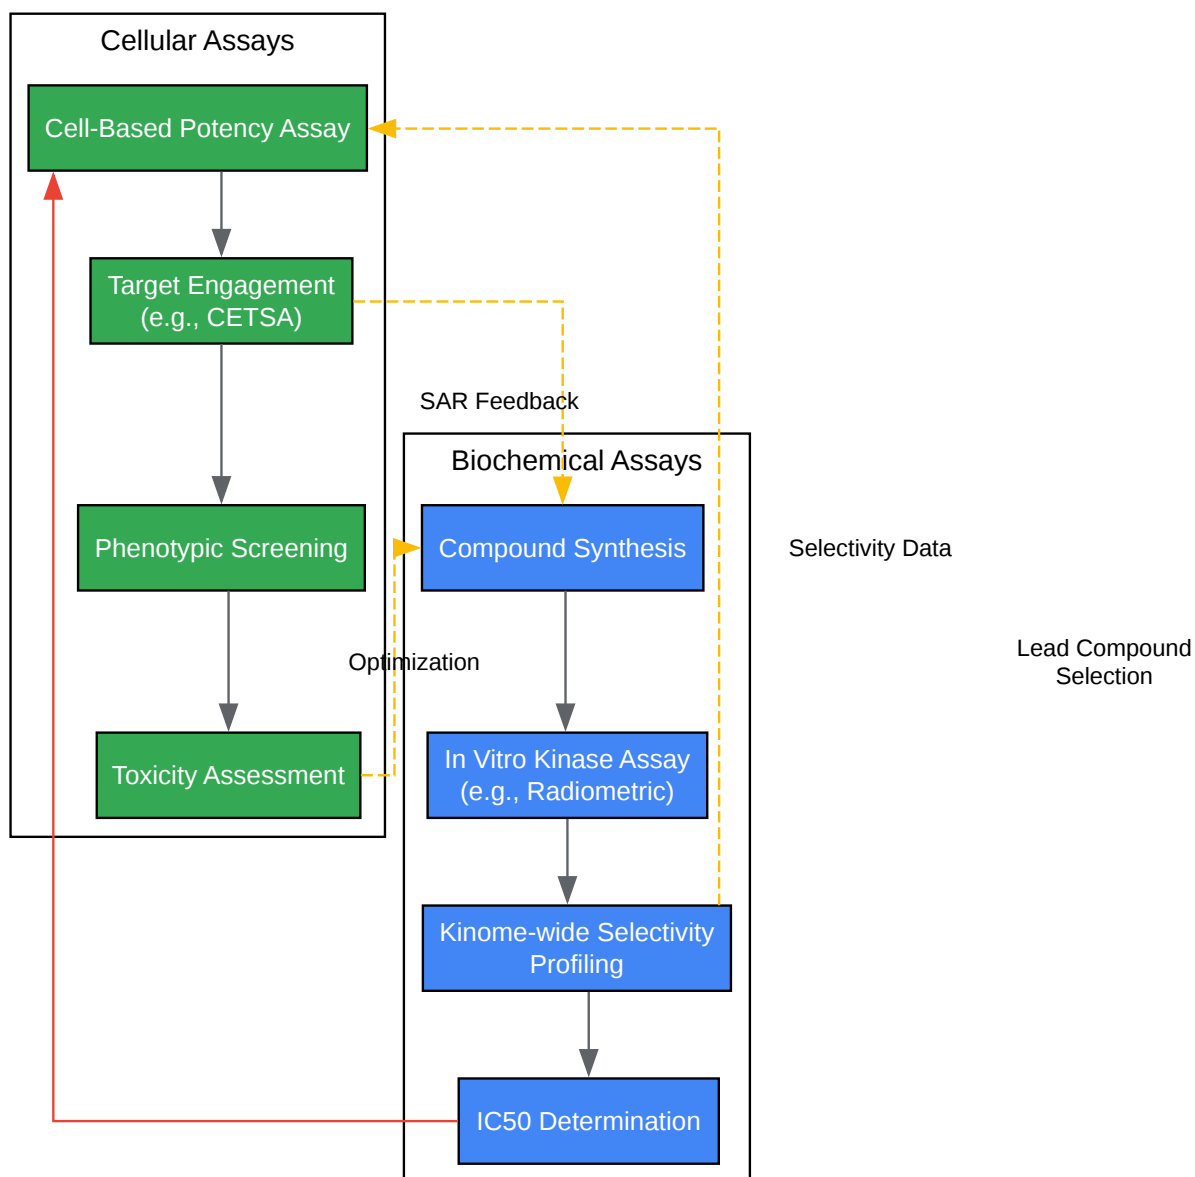 Cellular Assays
Cell-Based Potency Assay
Target Engagement
(e.g., CETSA)
SAR Feedback
Biochemical Assays
Phenotypic Screening
Compound Synthesis
Selectivity Data
Optimization
Lead Compound
Selection
Toxicity Assessment
In Vitro Kinase Assay
(e.g., Radiometric)
Kinome-wide Selectivity
Profiling
IC50 Determination